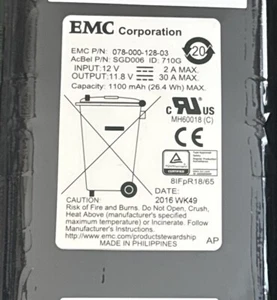 EMC Corporation
EMC P/N: 078-000-128-03
AcBel P/N: SGD006 ID: 710G
INPUT: 12 V ⎓ 2 A MAX.
OUTPUT: 11.8 V ⎓ 30 A MAX.
Capacity: 1100 mAh (26.4 Wh) MAX.
20
c UL US
MH60018 (C)
CE
8IFpR18/65
DATE:
2016 WK49
CAUTION:
Risk of Fire and Burns. Do Not Open, Crush,
Heat Above (manufacturer's specified
maximum temperature) or Incinerate. Follow
Manufacturer's Instructions.
http://www.emc.com/productstewardship
MADE IN PHILIPPINES
AP